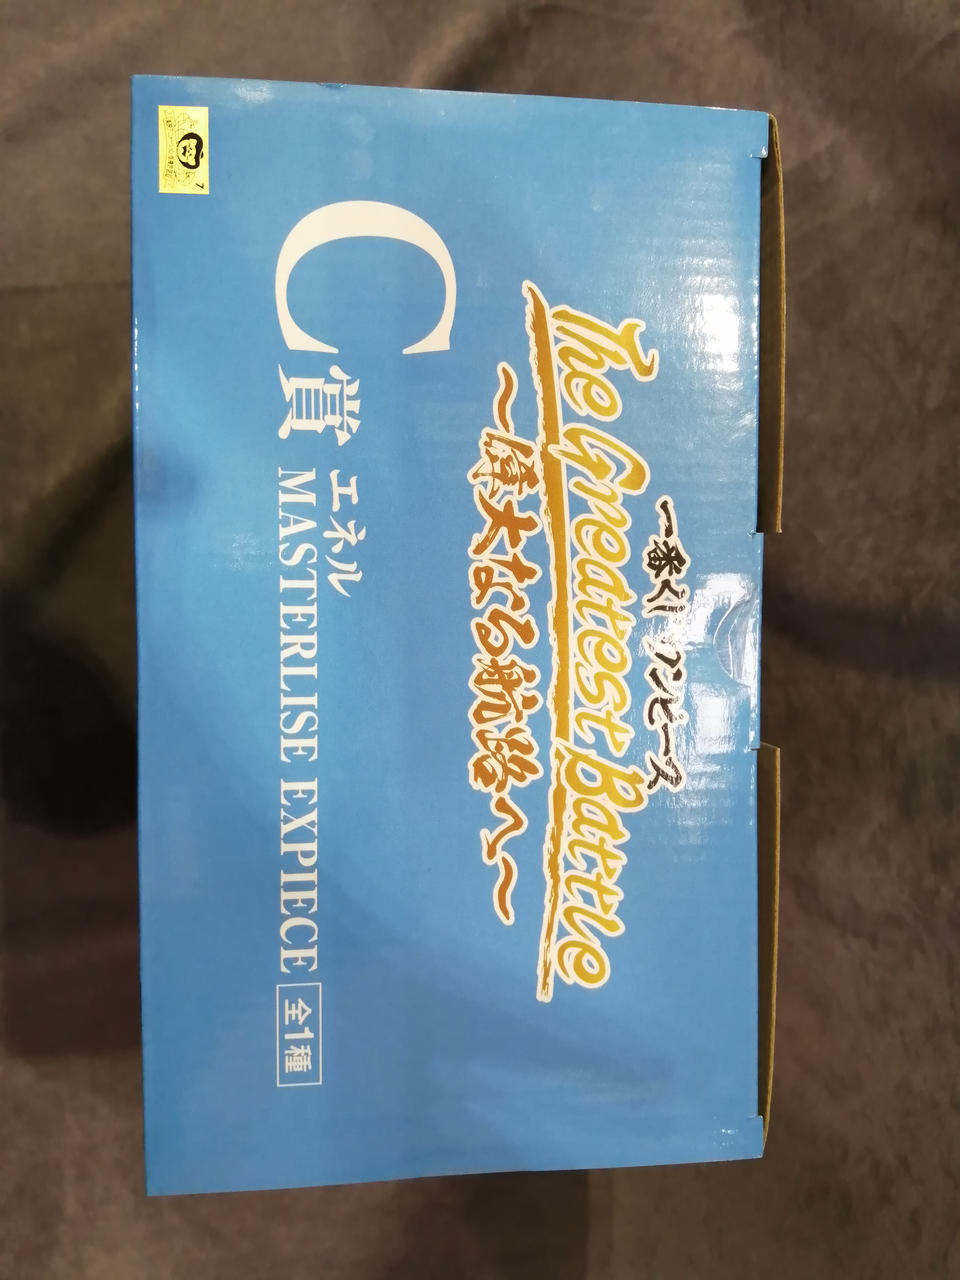 一番くじ ワンピース
The Greatest Battle
～偉大なる航路へ～
C賞 エネル
MASTERLISE EXPIECE 全1種
7